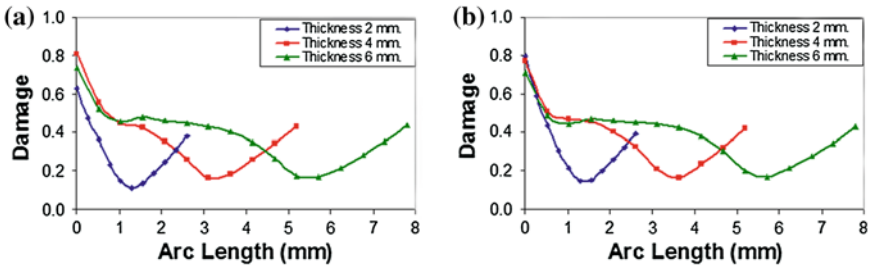 (a)
Damage
1.0
0.8
0.6
0.4
0.2
0.0
Thickness 2 mm.
Thickness 4 mm.
Thickness 6 mm.
0 1 2 3 4 5 6 7 8
Arc Length (mm)
(b)
Damage
1.0
0.8
0.6
0.4
0.2
0.0
Thickness 2 mm.
Thickness 4 mm.
Thickness 6 mm.
0 1 2 3 4 5 6 7 8
Arc Length (mm)